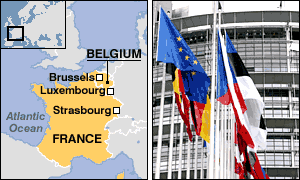 BELGIUM
Brussels
Luxembourg
Strasbourg
Atlantic
Ocean
FRANCE